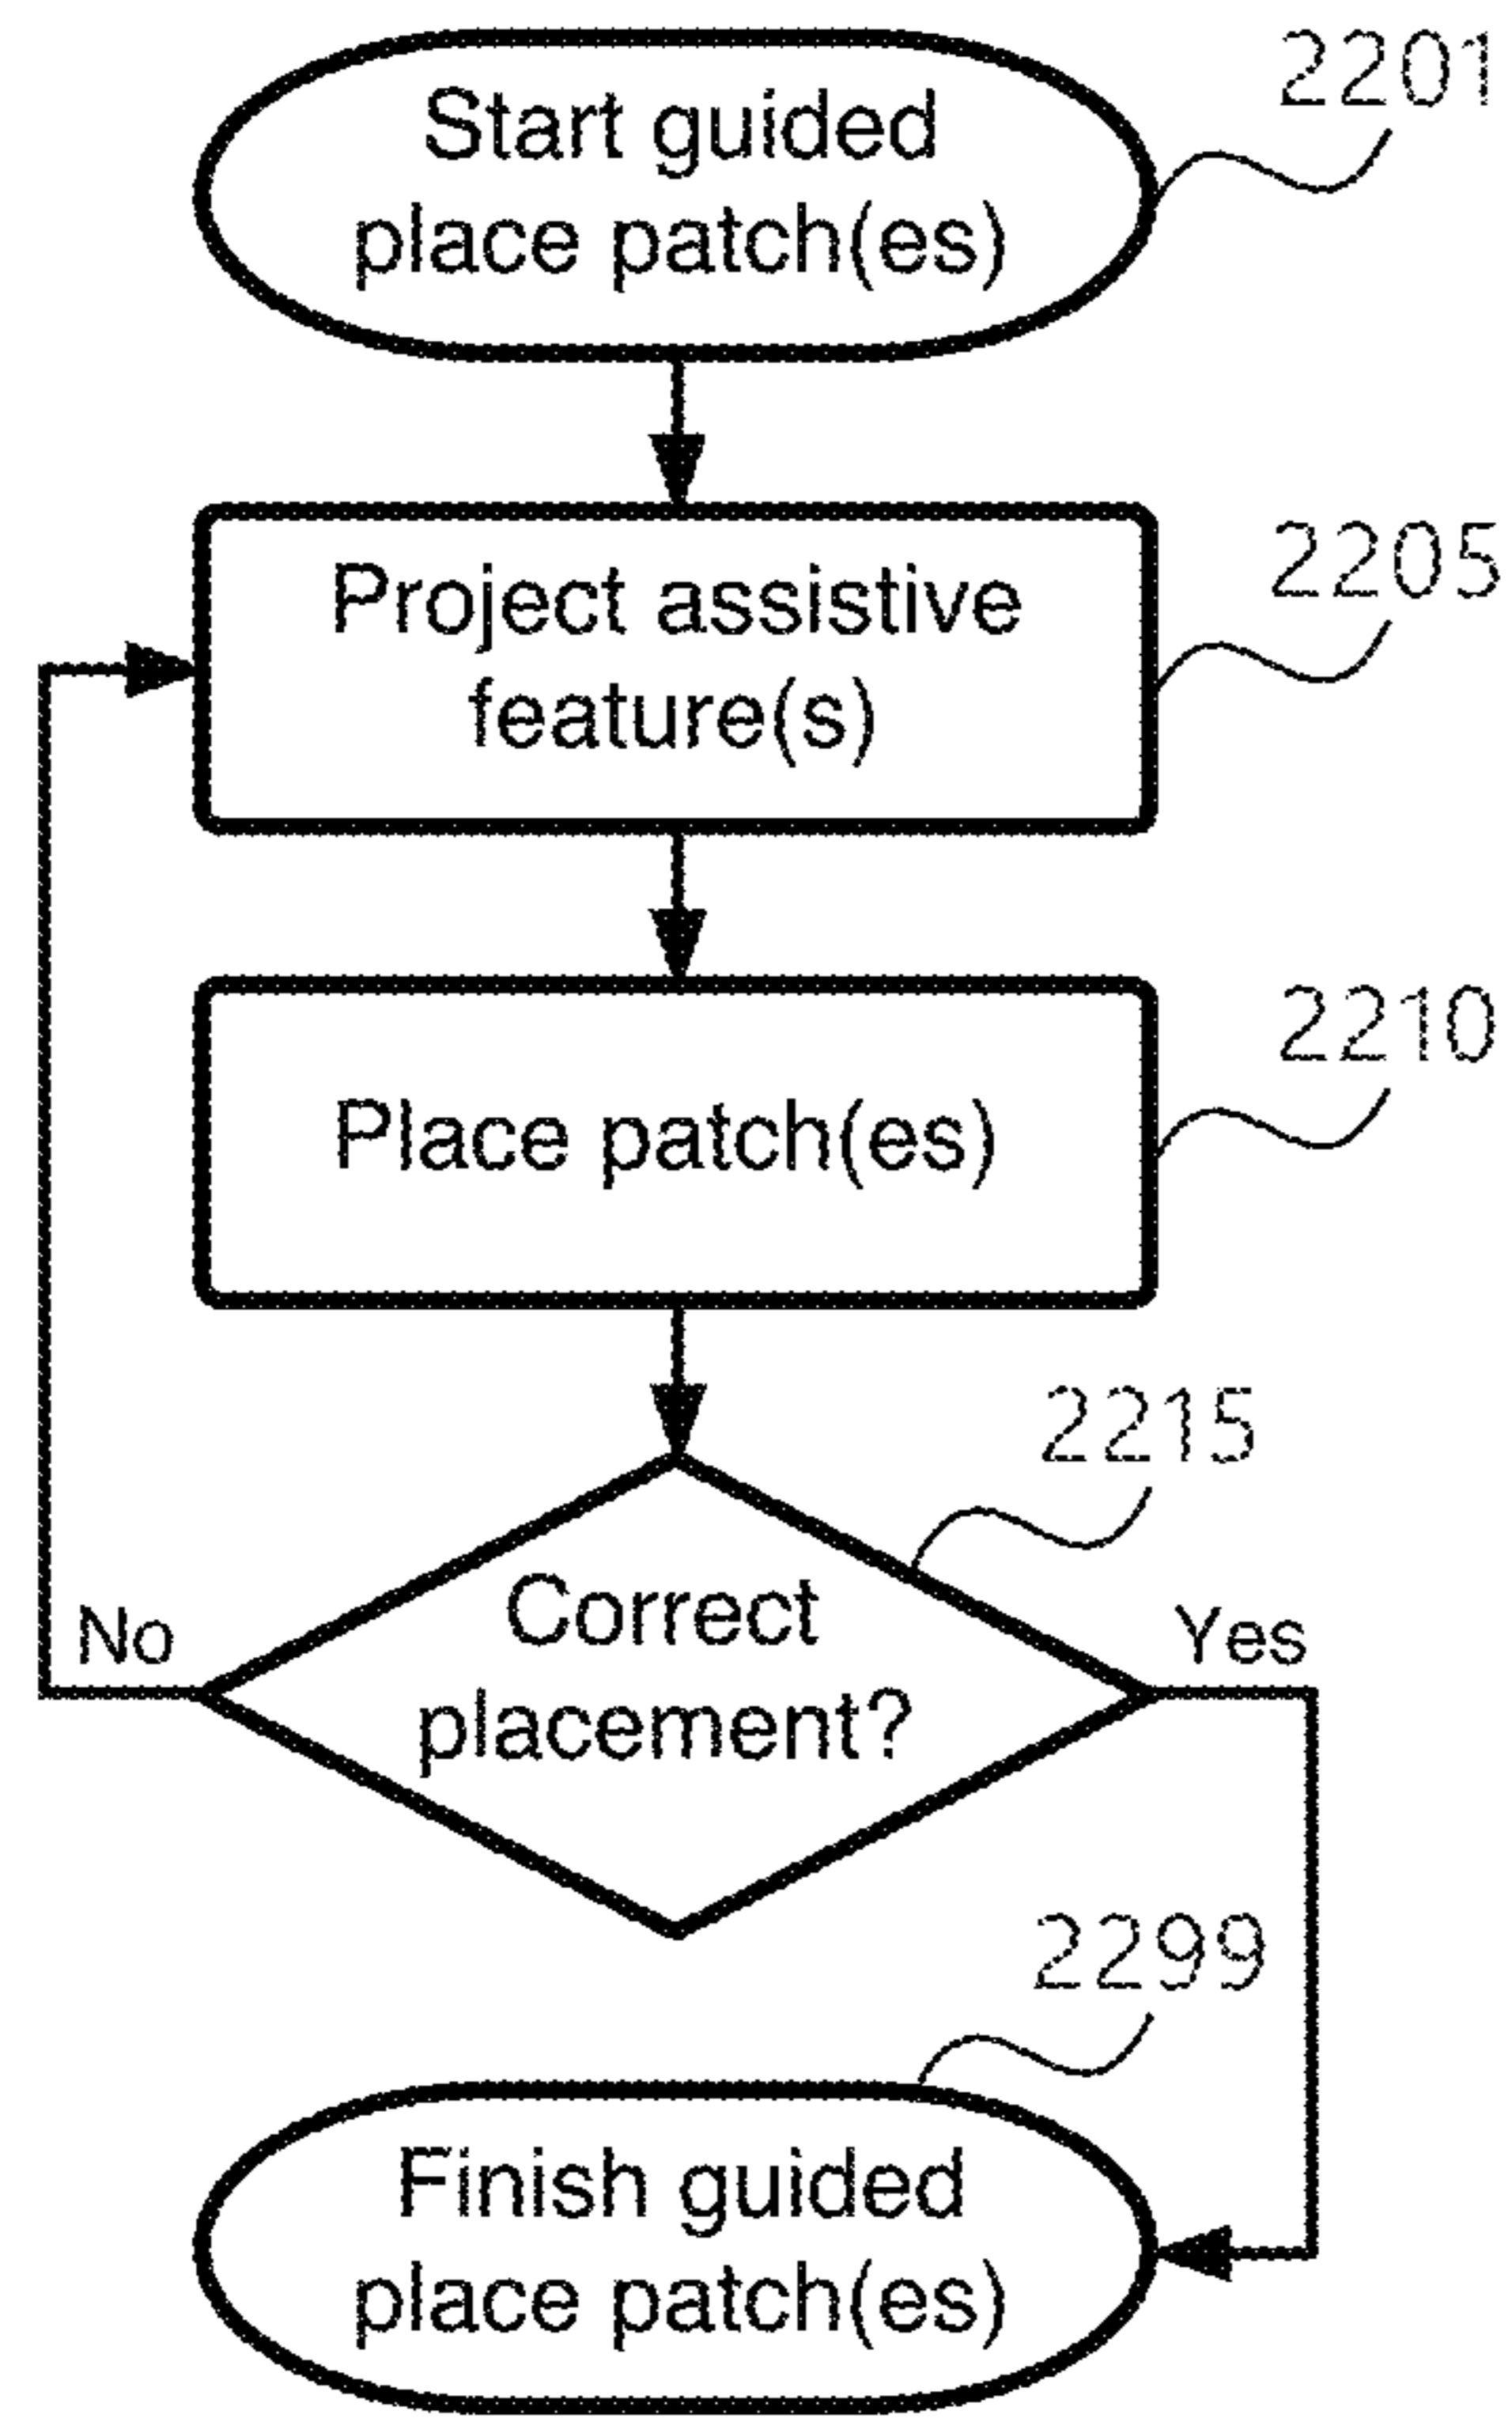 2201
Start guided
place patch(es)
2205
Project assistive
feature(s)
2210
Place patch(es)
2215
Correct
placement?
No
Yes
2299
Finish guided
place patch(es)